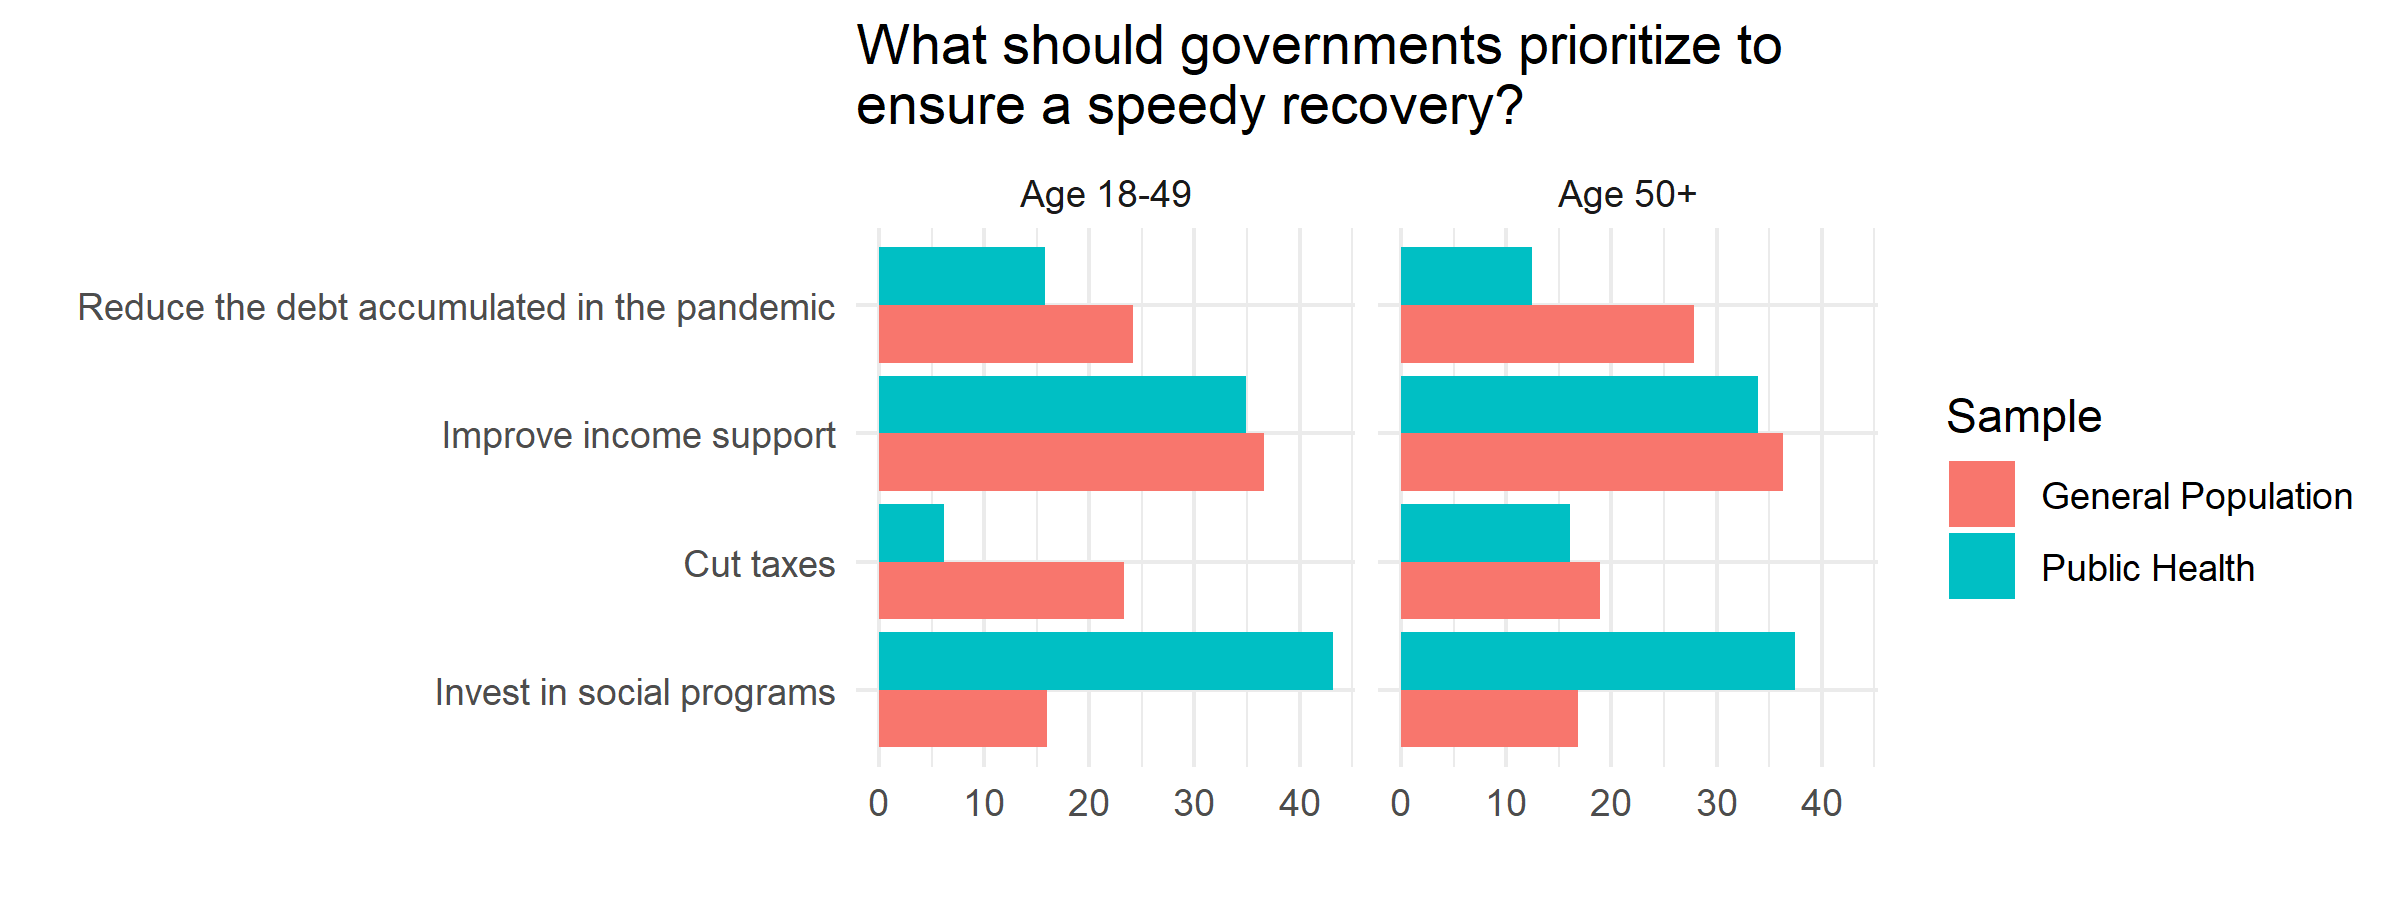 What should governments prioritize to
ensure a speedy recovery?
Age 18-49
Age 50+
Reduce the debt accumulated in the pandemic
Improve income support
Cut taxes
Invest in social programs
0 10 20 30 40
0 10 20 30 40
Sample
General Population
Public Health